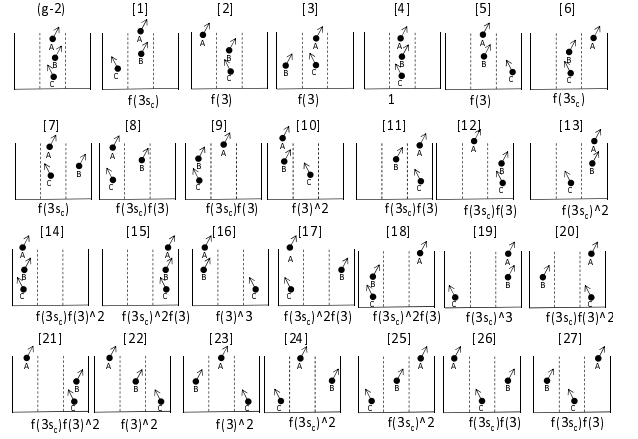 (g-2) [1] [2] [3] [4] [5] [6]
A B C A B C A B C A B C A B C A B C A B C
f(3s_c) f(3) f(3) 1 f(3) f(3s_c)
[7] [8] [9] [10] [11] [12] [13]
A B C A B C A B C A B C A B C A B C A B C
f(3s_c) f(3s_c)f(3) f(3s_c)f(3) f(3)^2 f(3s_c)f(3) f(3s_c)f(3) f(3s_c)^2
[14] [15] [16] [17] [18] [19] [20]
A B C A B C A B C A B C A B C A B C A B C
f(3s_c)f(3)^2 f(3s_c)^2f(3) f(3)^3 f(3s_c)^2f(3) f(3s_c)^2f(3) f(3s_c)^3 f(3s_c)f(3)^2
[21] [22] [23] [24] [25] [26] [27]
A B C A B C A B C A B C A B C A B C A B C
f(3s_c)f(3)^2 f(3)^2 f(3)^2 f(3s_c)^2 f(3s_c)^2 f(3s_c)f(3) f(3s_c)f(3)